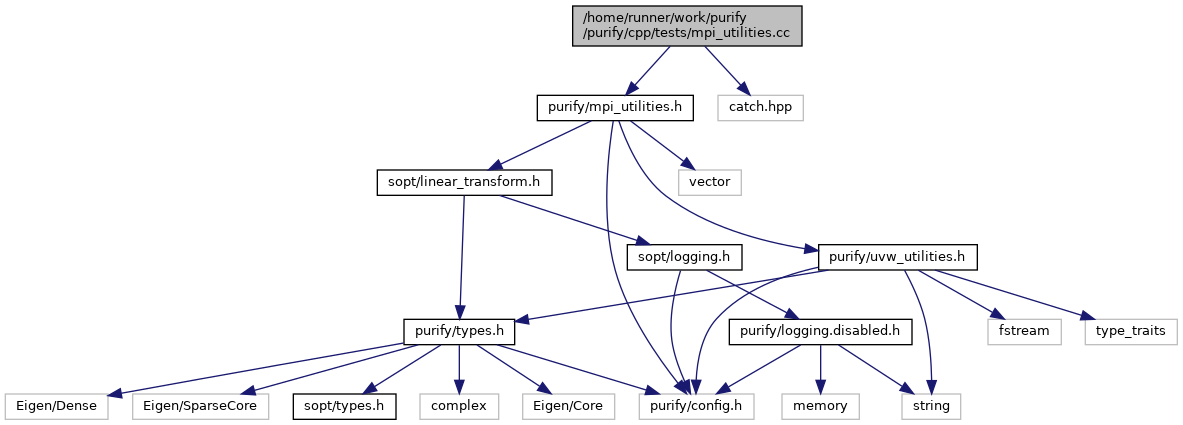 /home/runner/work/purify
/purify/cpp/tests/mpi_utilities.cc
purify/mpi_utilities.h
catch.hpp
sopt/linear_transform.h
vector
sopt/logging.h
purify/uvw_utilities.h
purify/types.h
purify/logging.disabled.h
fstream
type_traits
Eigen/Dense
Eigen/SparseCore
sopt/types.h
complex
Eigen/Core
purify/config.h
memory
string